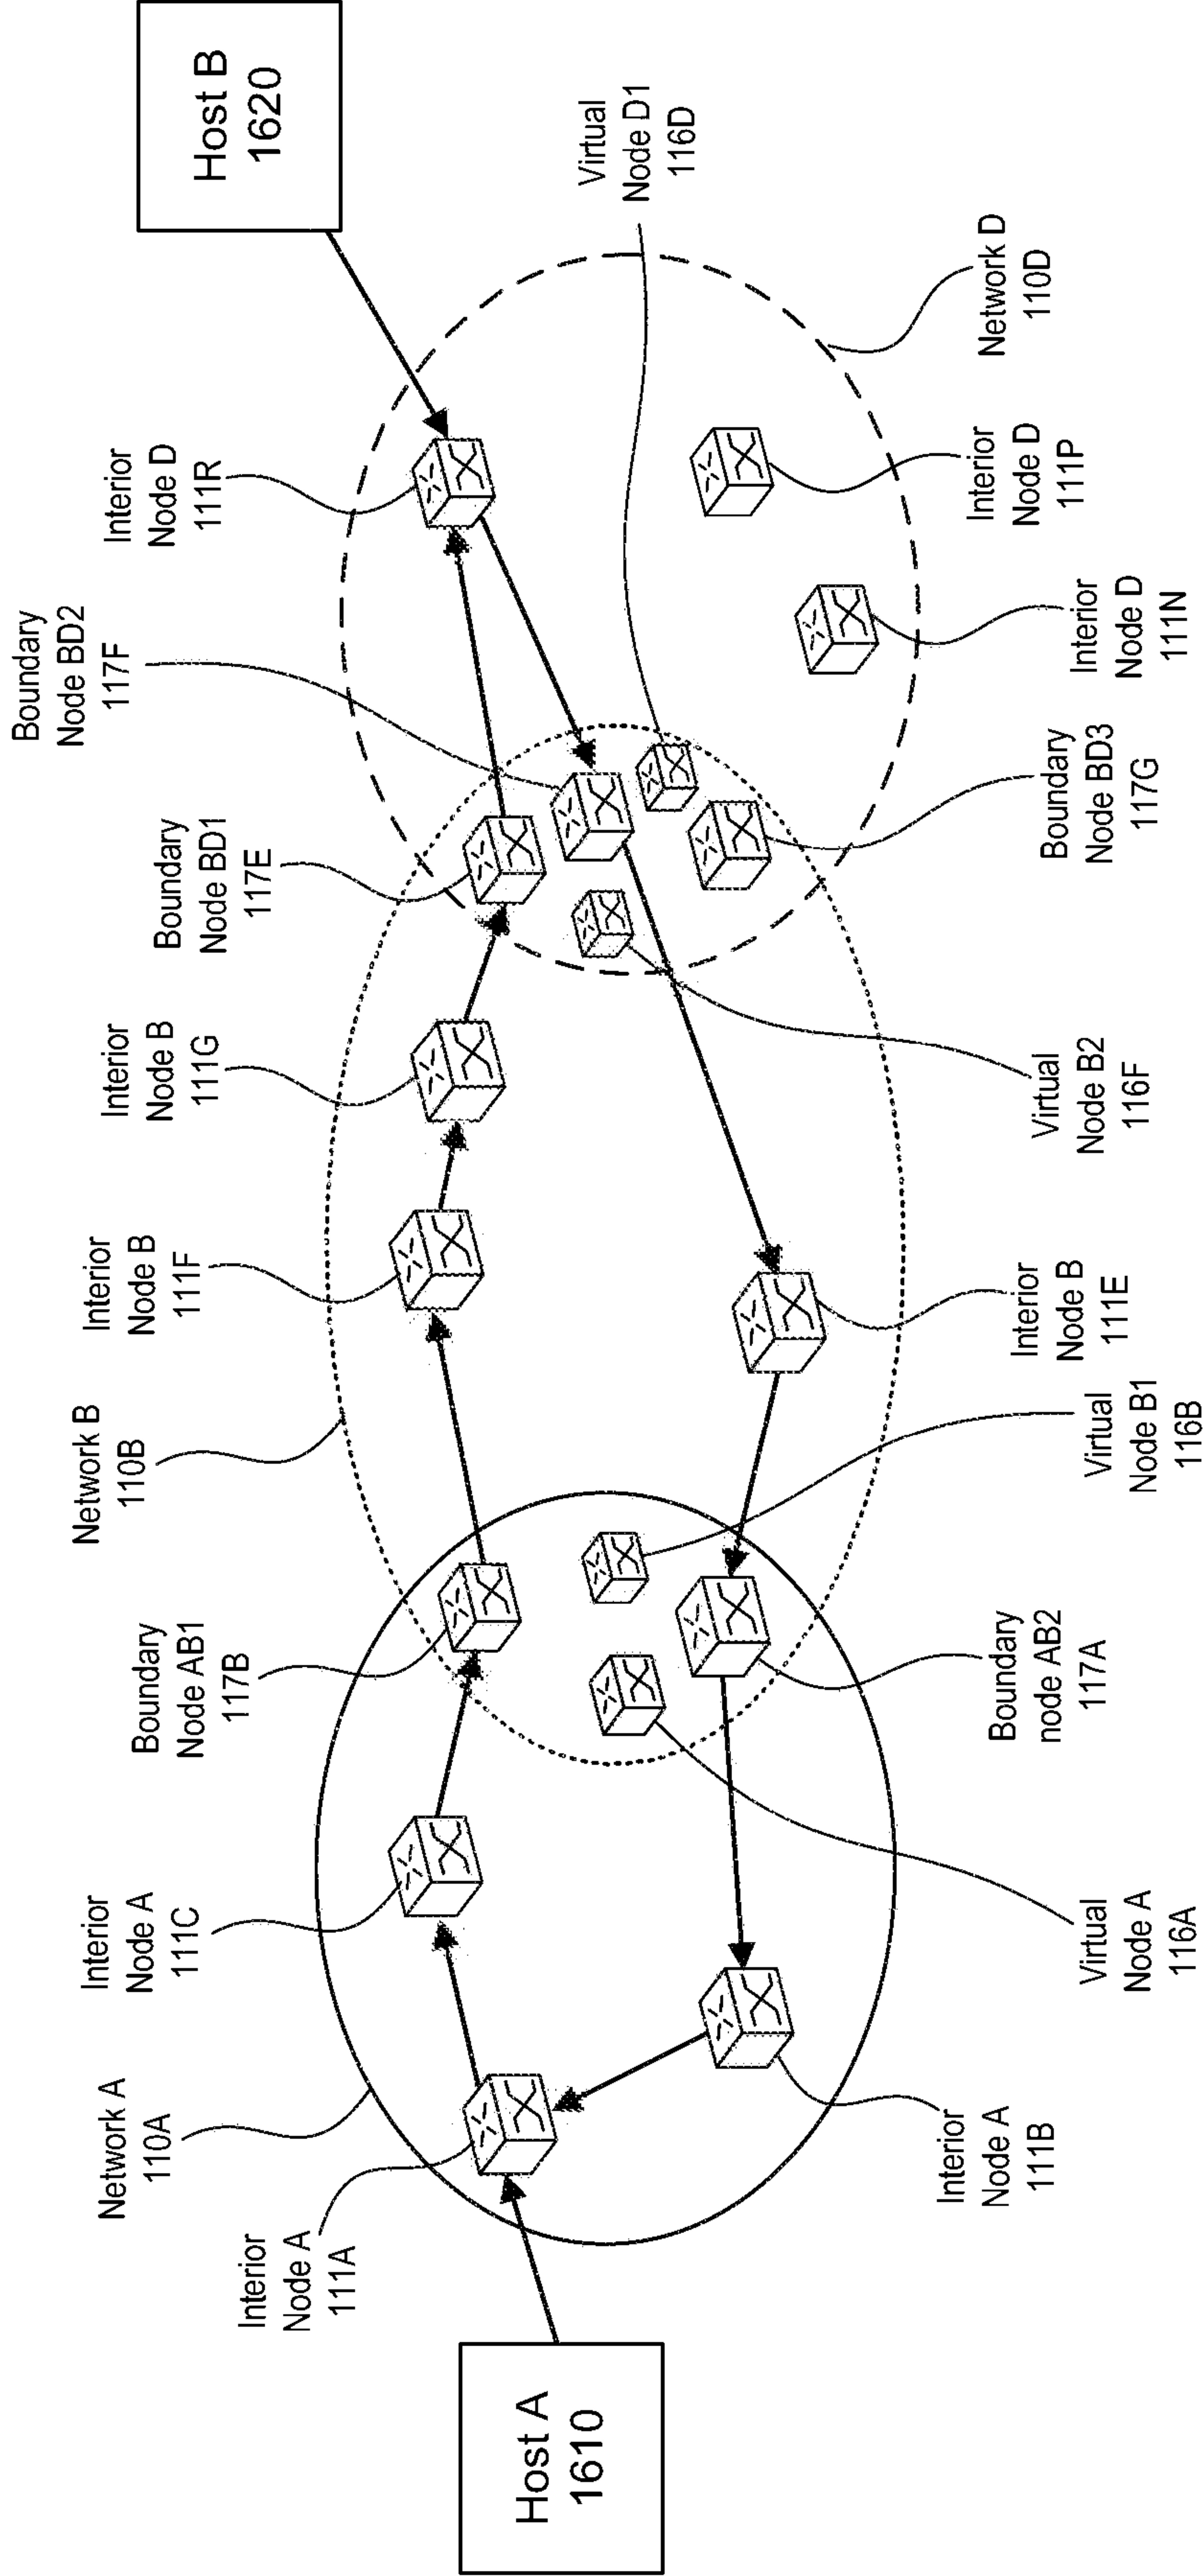 Host A
1610
Interior
Node A
111A
Network A
110A
Interior
Node A
111C
Boundary
Node AB1
117B
Network B
110B
Interior
Node B
111F
Interior
Node B
111G
Boundary
Node BD1
117E
Boundary
Node BD2
117F
Interior
Node D
111R
Host B
1620
Interior
Node A
111B
Virtual
Node A
116A
Boundary
node AB2
117A
Virtual
Node B1
116B
Interior
Node B
111E
Virtual
Node B2
116F
Boundary
Node BD3
117G
Interior
Node D
111N
Interior
Node D
111P
Network D
110D
Virtual
Node D1
116D